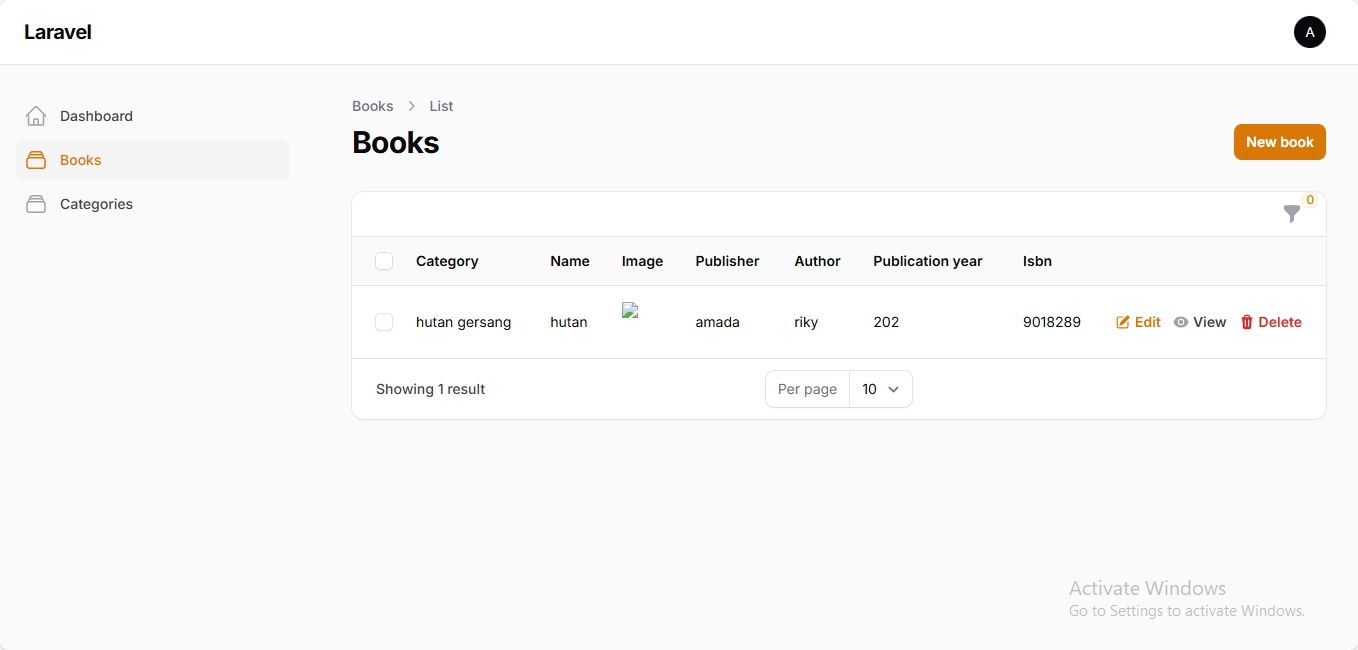 Laravel
A
Dashboard
Books
Categories
Books > List
Books
New book
0
Category Name Image Publisher Author Publication year Isbn
hutan gersang hutan amada riky 202 9018289 Edit View Delete
Showing 1 result
Per page 10
Activate Windows
Go to Settings to activate Windows.